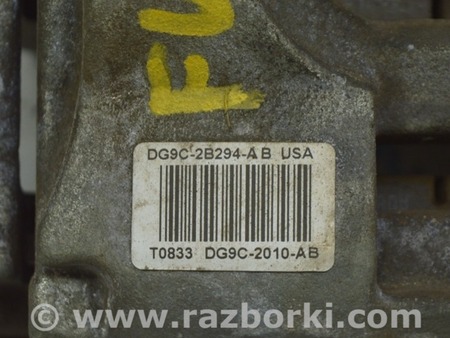 FU
DG9C-2B294-AB USA
T0833 DG9C-2010-AB
www.razborki.com